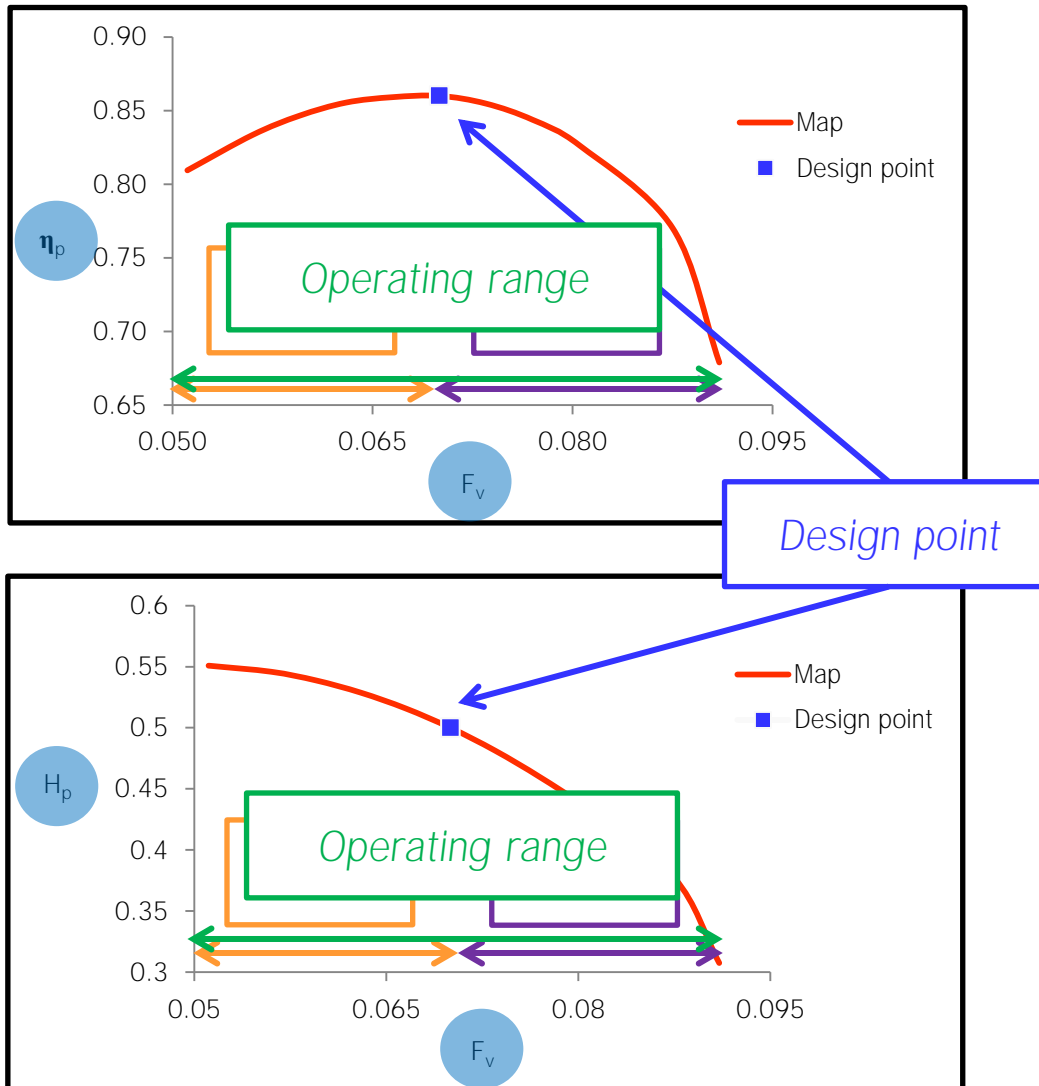 0.90
0.85
0.80
0.75
0.70
0.65
ηp
Map
Design point
Operating range
0.050
0.065
0.080
0.095
Fv
Design point
0.6
0.55
0.5
0.45
0.4
0.35
0.3
Hp
Map
Design point
Operating range
0.05
0.065
0.08
0.095
Fv